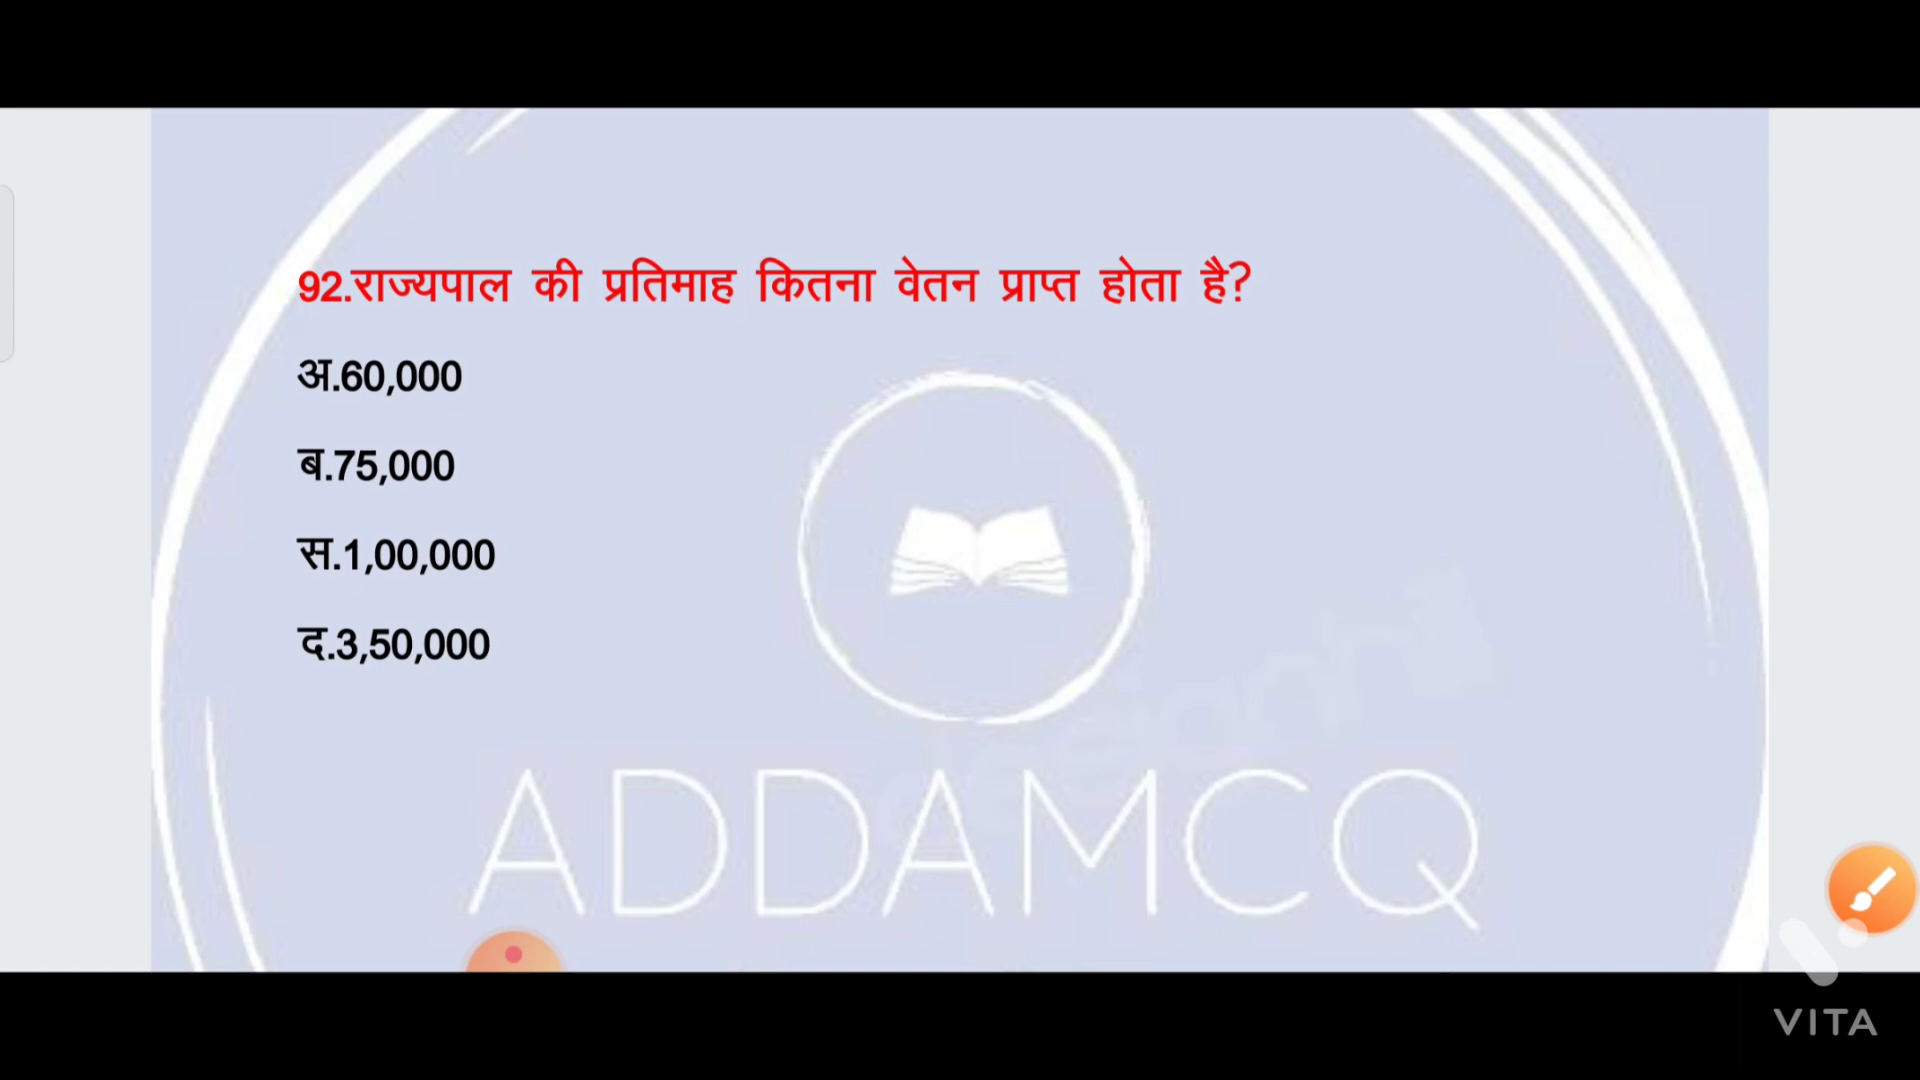 92.राज्यपाल की प्रतिमाह कितना वेतन प्राप्त होता है?
अ.60,000
ब.75,000
स.1,00,000
द.3,50,000
ADDAMCQ
VITA